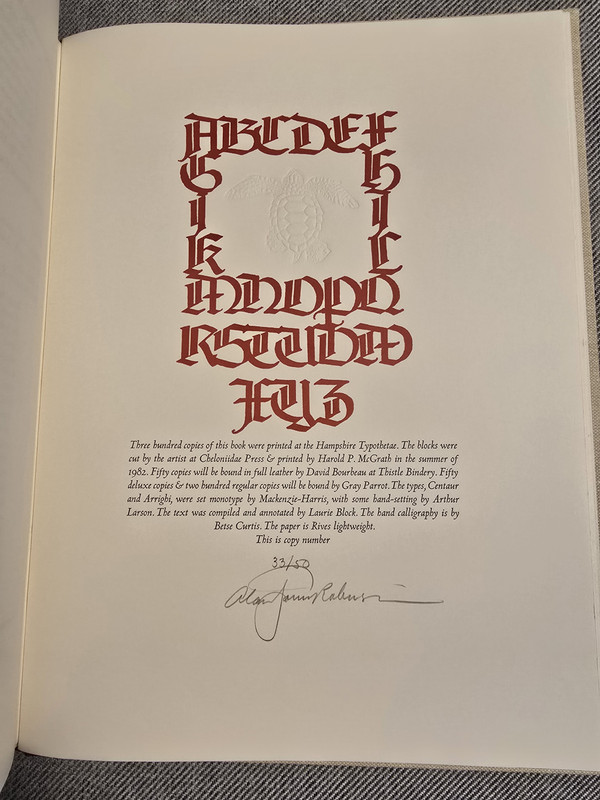 ABCDEF
G H
I I
K L
MNOPQ
RSTUVW
XYZ
Three hundred copies of this book were printed at the Hampshire Typothetae. The blocks were
cut by the artist at Cheloniidae Press & printed by Harold P. McGrath in the summer of
1982. Fifty copies will be bound in full leather by David Bourbeau at Thistle Bindery. Fifty
deluxe copies & two hundred regular copies will be bound by Gray Parrot. The types, Centaur
and Arrighi, were set monotype by Mackenzie-Harris, with some hand-setting by Arthur
Larson. The text was compiled and annotated by Laurie Block. The hand calligraphy is by
Betse Curtis. The paper is Rives lightweight.
This is copy number
33/50
Alan James Robinson